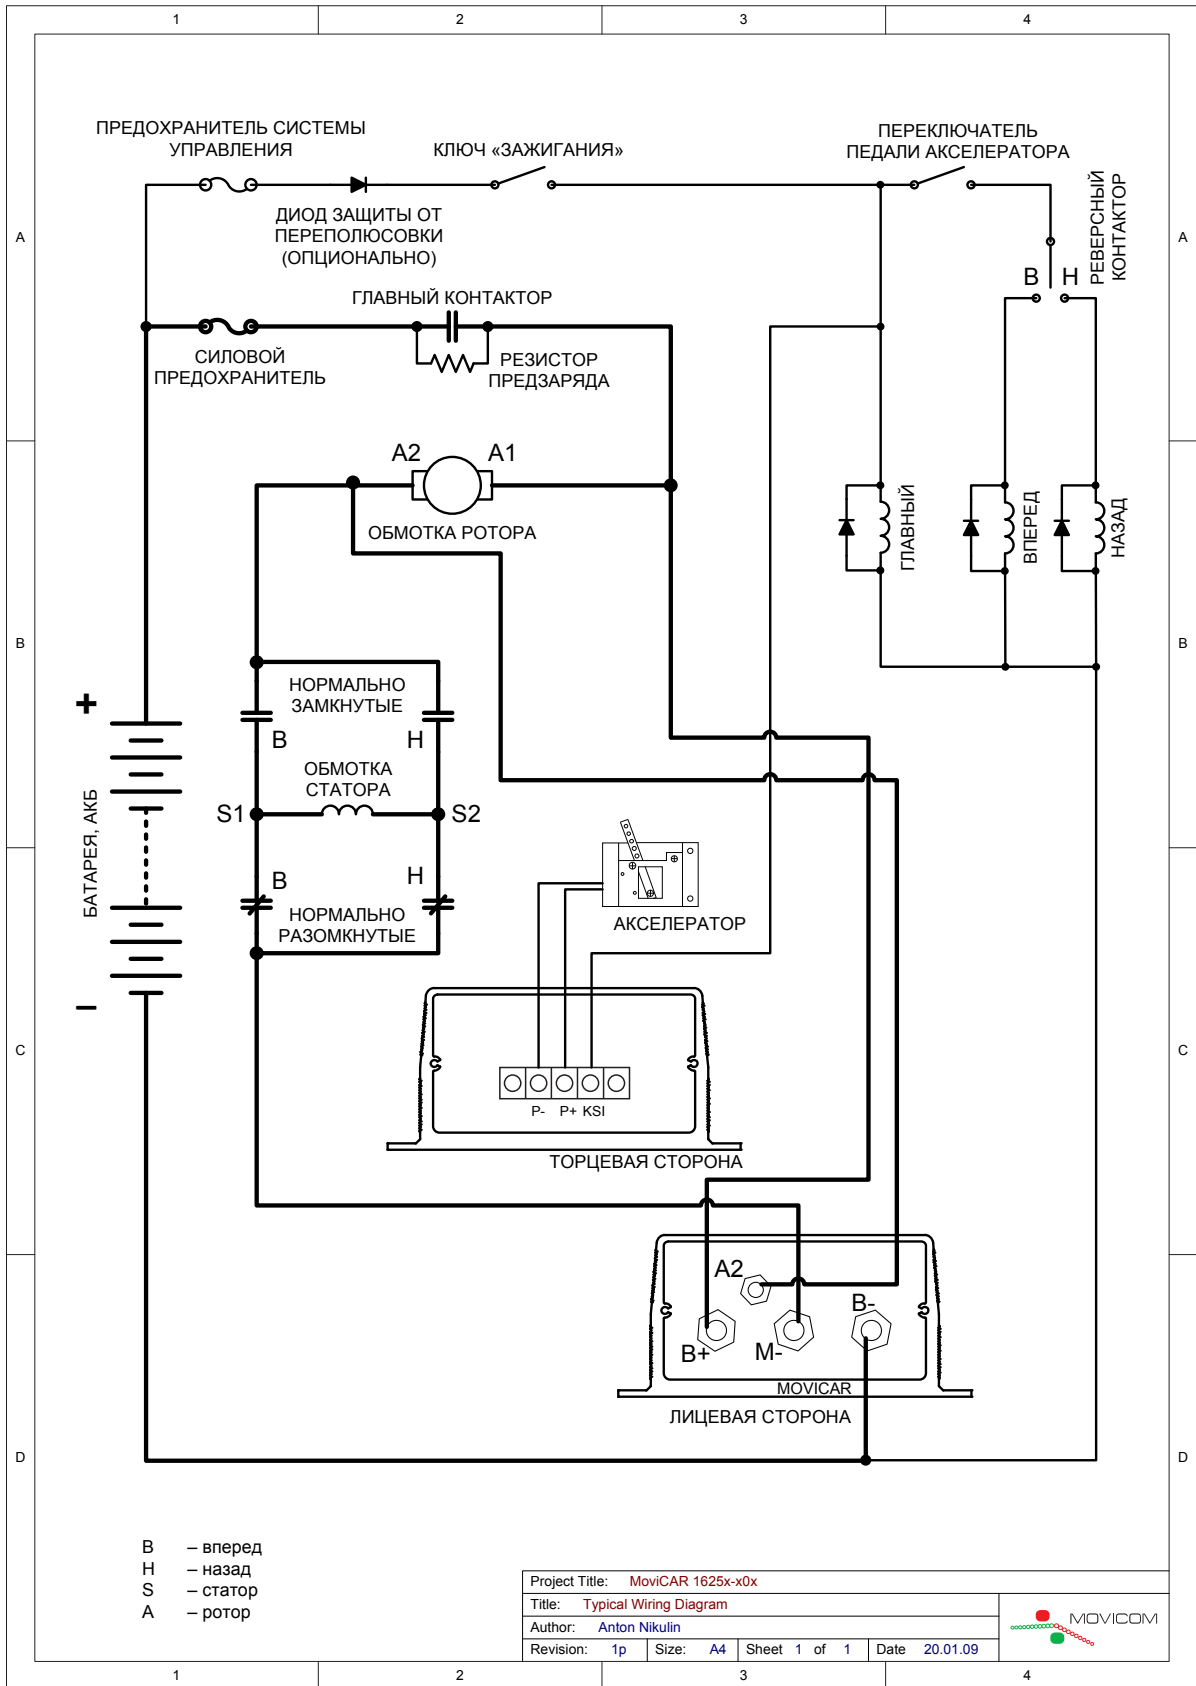 1
2
3
4
ПРЕДОХРАНИТЕЛЬ СИСТЕМЫ
УПРАВЛЕНИЯ
КЛЮЧ «ЗАЖИГАНИЯ»
ПЕРЕКЛЮЧАТЕЛЬ
ПЕДАЛИ АКСЕЛЕРАТОРА
РЕВЕРСНЫЙ
КОНТАКТОР
ДИОД ЗАЩИТЫ ОТ
ПЕРЕПОЛЮСОВКИ
(ОПЦИОНАЛЬНО)
A
A
В
Н
ГЛАВНЫЙ КОНТАКТОР
СИЛОВОЙ
ПРЕДОХРАНИТЕЛЬ
РЕЗИСТОР
ПРЕДЗАРЯДА
A2
A1
ОБМОТКА РОТОРА
ГЛАВНЫЙ
ВПЕРЕД
НАЗАД
B
B
+
НОРМАЛЬНО
ЗАМКНУТЫЕ
В
Н
ОБМОТКА
СТАТОРА
S1
S2
БАТАРЕЯ, АКБ
В
Н
НОРМАЛЬНО
РАЗОМКНУТЫЕ
АКСЕЛЕРАТОР
–
C
C
P-
P+
KSI
ТОРЦЕВАЯ СТОРОНА
A2
B-
B+
M-
MOVICAR
ЛИЦЕВАЯ СТОРОНА
D
D
В – вперед
Н – назад
S – статор
A – ротор
Project Title: MoviCAR 1625x-x0x
Title: Typical Wiring Diagram
Author: Anton Nikulin
Revision: 1p Size: A4 Sheet 1 of 1 Date 20.01.09
MOVICOM
1
2
3
4